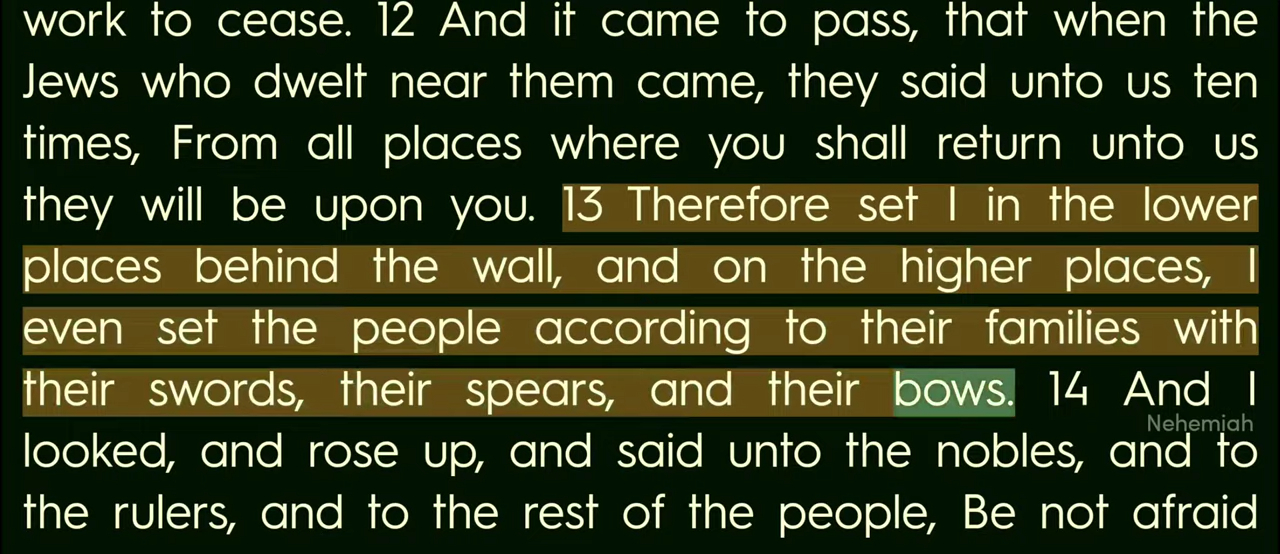 work to cease. 12 And it came to pass, that when the
Jews who dwelt near them came, they said unto us ten
times, From all places where you shall return unto us
they will be upon you. 13 Therefore set I in the lower
places behind the wall, and on the higher places, I
even set the people according to their families with
their swords, their spears, and their bows. 14 And I
Nehemiah
looked, and rose up, and said unto the nobles, and to
the rulers, and to the rest of the people, Be not afraid